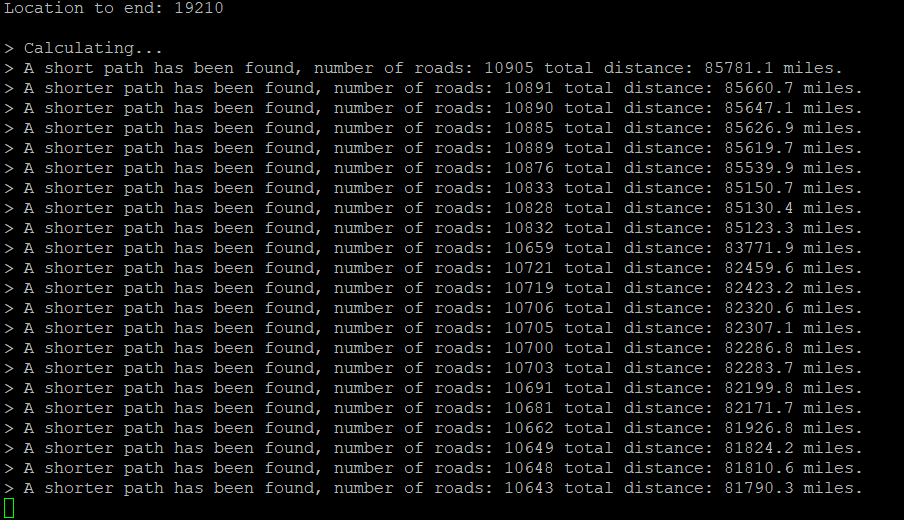 Location to end: 19210
> Calculating...
> A short path has been found, number of roads: 10905 total distance: 85781.1 miles.
> A shorter path has been found, number of roads: 10891 total distance: 85660.7 miles.
> A shorter path has been found, number of roads: 10890 total distance: 85647.1 miles.
> A shorter path has been found, number of roads: 10885 total distance: 85626.9 miles.
> A shorter path has been found, number of roads: 10889 total distance: 85619.7 miles.
> A shorter path has been found, number of roads: 10876 total distance: 85539.9 miles.
> A shorter path has been found, number of roads: 10833 total distance: 85150.7 miles.
> A shorter path has been found, number of roads: 10828 total distance: 85130.4 miles.
> A shorter path has been found, number of roads: 10832 total distance: 85123.3 miles.
> A shorter path has been found, number of roads: 10659 total distance: 83771.9 miles.
> A shorter path has been found, number of roads: 10721 total distance: 82459.6 miles.
> A shorter path has been found, number of roads: 10719 total distance: 82423.2 miles.
> A shorter path has been found, number of roads: 10706 total distance: 82320.6 miles.
> A shorter path has been found, number of roads: 10705 total distance: 82307.1 miles.
> A shorter path has been found, number of roads: 10700 total distance: 82286.8 miles.
> A shorter path has been found, number of roads: 10703 total distance: 82283.7 miles.
> A shorter path has been found, number of roads: 10691 total distance: 82199.8 miles.
> A shorter path has been found, number of roads: 10681 total distance: 82171.7 miles.
> A shorter path has been found, number of roads: 10662 total distance: 81926.8 miles.
> A shorter path has been found, number of roads: 10649 total distance: 81824.2 miles.
> A shorter path has been found, number of roads: 10648 total distance: 81810.6 miles.
> A shorter path has been found, number of roads: 10643 total distance: 81790.3 miles.